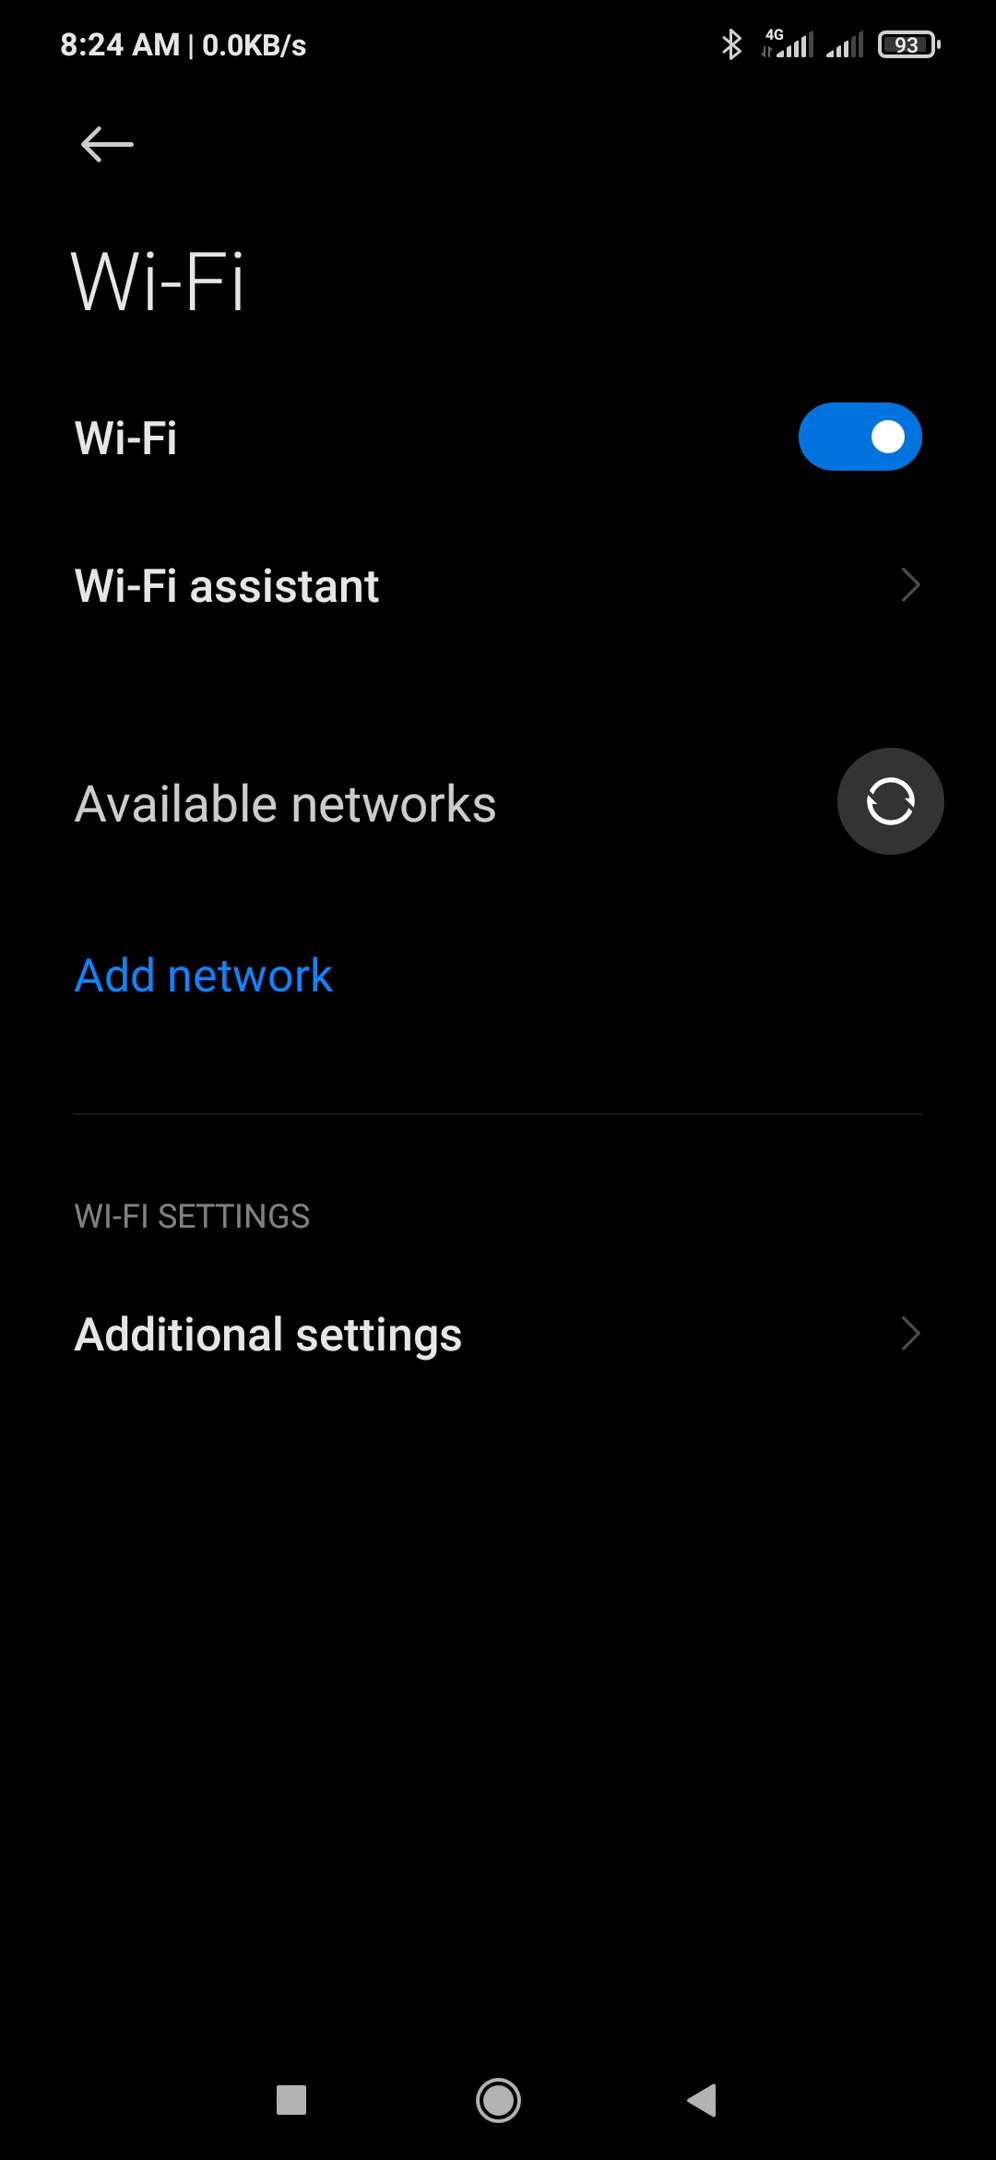 8:24 AM | 0.0KB/s 4G 93
Wi-Fi
Wi-Fi
Wi-Fi assistant
Available networks
Add network
WI-FI SETTINGS
Additional settings